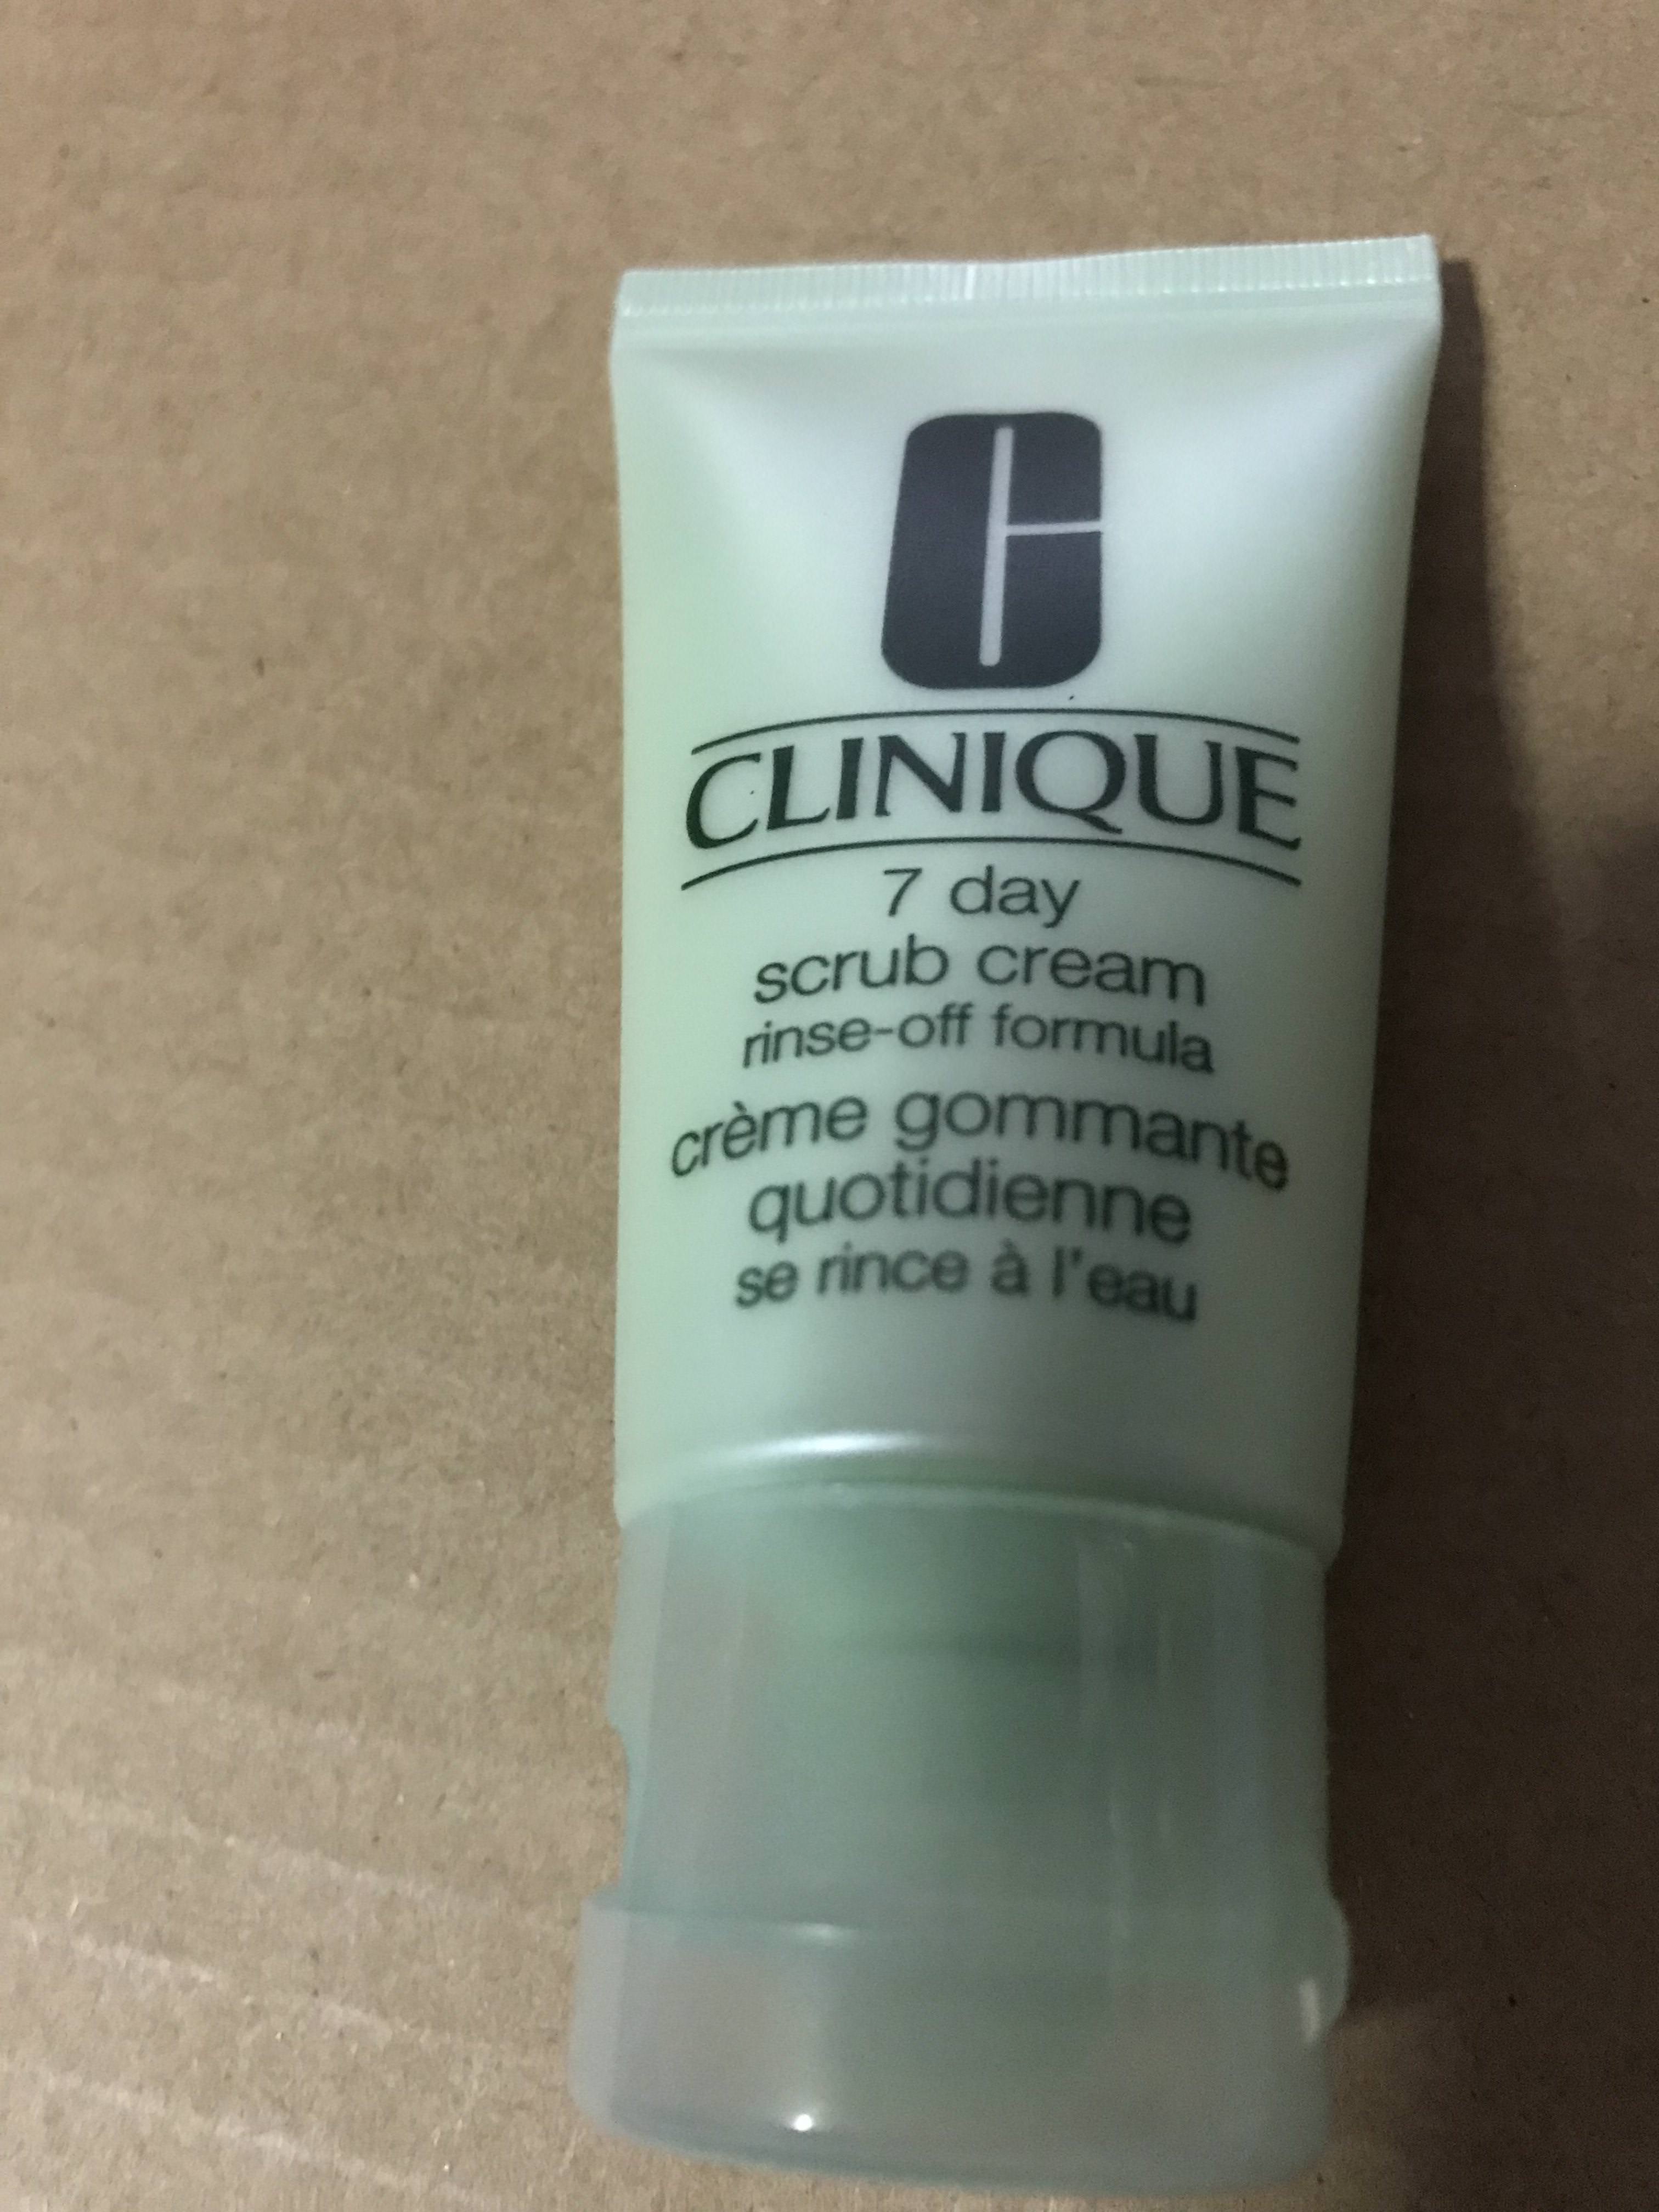 C
CLINIQUE
7 day
scrub cream
rinse-off formula
crème gommante
quotidienne
se rince à l'eau